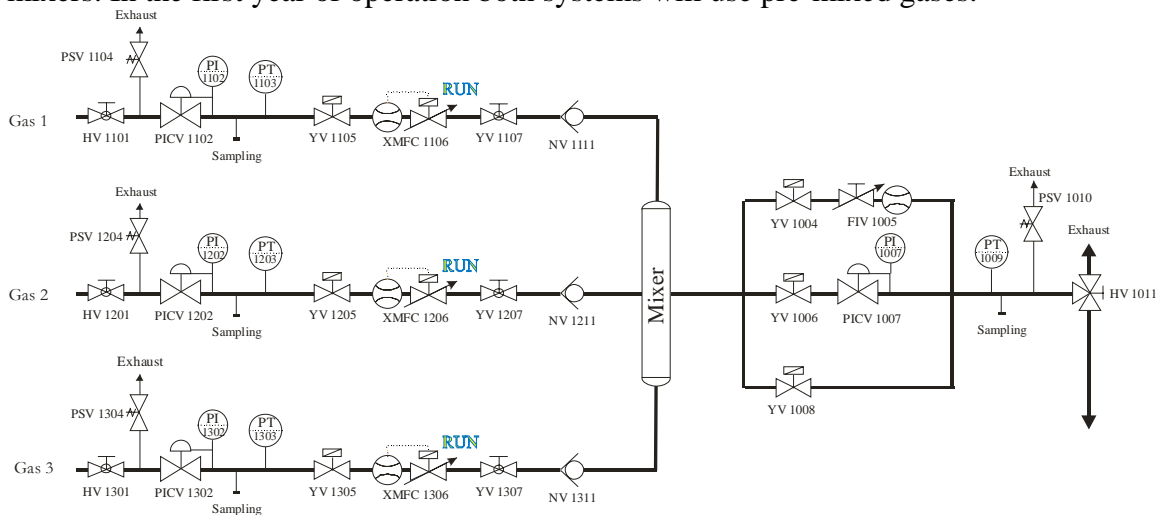 mixers. In the first year of operation both systems will use pre-mixed gases.
Exhaust
PSV 1104
PI
1102
PT
1103
RUN
Gas 1
HV 1101
PICV 1102
Sampling
YV 1105
XMFC 1106
YV 1107
NV 1111
Exhaust
PSV 1204
PI
1202
PT
1203
RUN
Gas 2
HV 1201
PICV 1202
Sampling
YV 1205
XMFC 1206
YV 1207
NV 1211
Exhaust
PSV 1304
PI
1302
PT
1303
RUN
Gas 3
HV 1301
PICV 1302
Sampling
YV 1305
XMFC 1306
YV 1307
NV 1311
Mixer
YV 1004
FIV 1005
PI
1007
YV 1006
PICV 1007
YV 1008
PT
1009
Sampling
Exhaust
PSV 1010
Exhaust
HV 1011